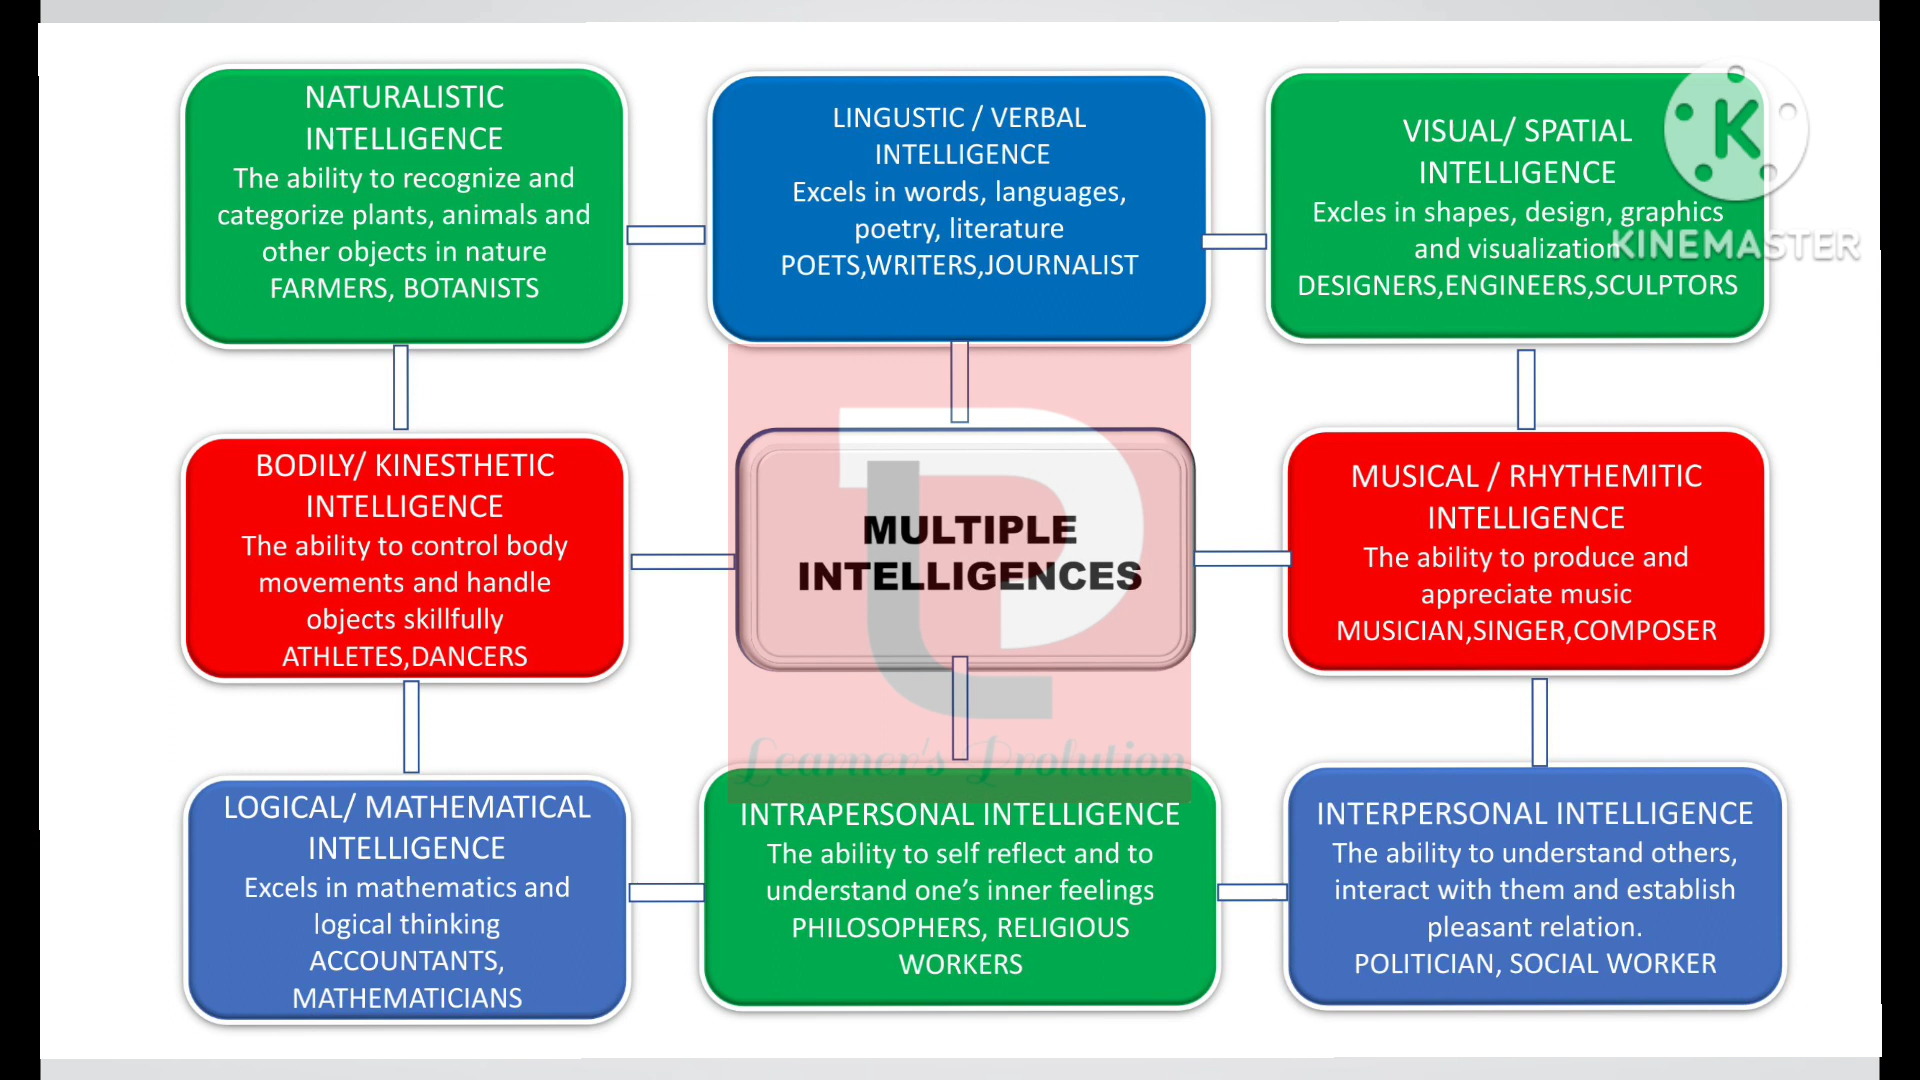 NATURALISTIC
INTELLIGENCE
The ability to recognize and
categorize plants, animals and
other objects in nature
FARMERS, BOTANISTS
LINGUSTIC / VERBAL
INTELLIGENCE
Excels in words, languages,
poetry, literature
POETS,WRITERS,JOURNALIST
VISUAL/ SPATIAL
INTELLIGENCE
Excles in shapes, design, graphics
and visualization
DESIGNERS,ENGINEERS,SCULPTORS
K
KINEMASTER
BODILY/ KINESTHETIC
INTELLIGENCE
The ability to control body
movements and handle
objects skillfully
ATHLETES,DANCERS
MULTIPLE
INTELLIGENCES
MUSICAL / RHYTHEMITIC
INTELLIGENCE
The ability to produce and
appreciate music
MUSICIAN,SINGER,COMPOSER
Learner's Prolution
LOGICAL/ MATHEMATICAL
INTELLIGENCE
Excels in mathematics and
logical thinking
ACCOUNTANTS,
MATHEMATICIANS
INTRAPERSONAL INTELLIGENCE
The ability to self reflect and to
understand one’s inner feelings
PHILOSOPHERS, RELIGIOUS
WORKERS
INTERPERSONAL INTELLIGENCE
The ability to understand others,
interact with them and establish
pleasant relation.
POLITICIAN, SOCIAL WORKER